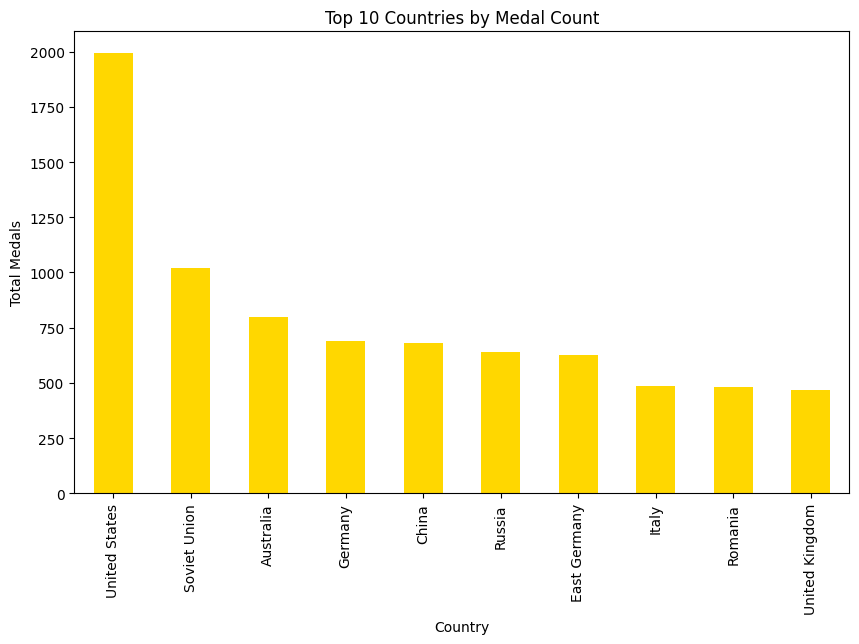 Top 10 Countries by Medal Count
Total Medals
2000
1750
1500
1250
1000
750
500
250
0
United States
Soviet Union
Australia
Germany
China
Russia
East Germany
Italy
Romania
United Kingdom
Country